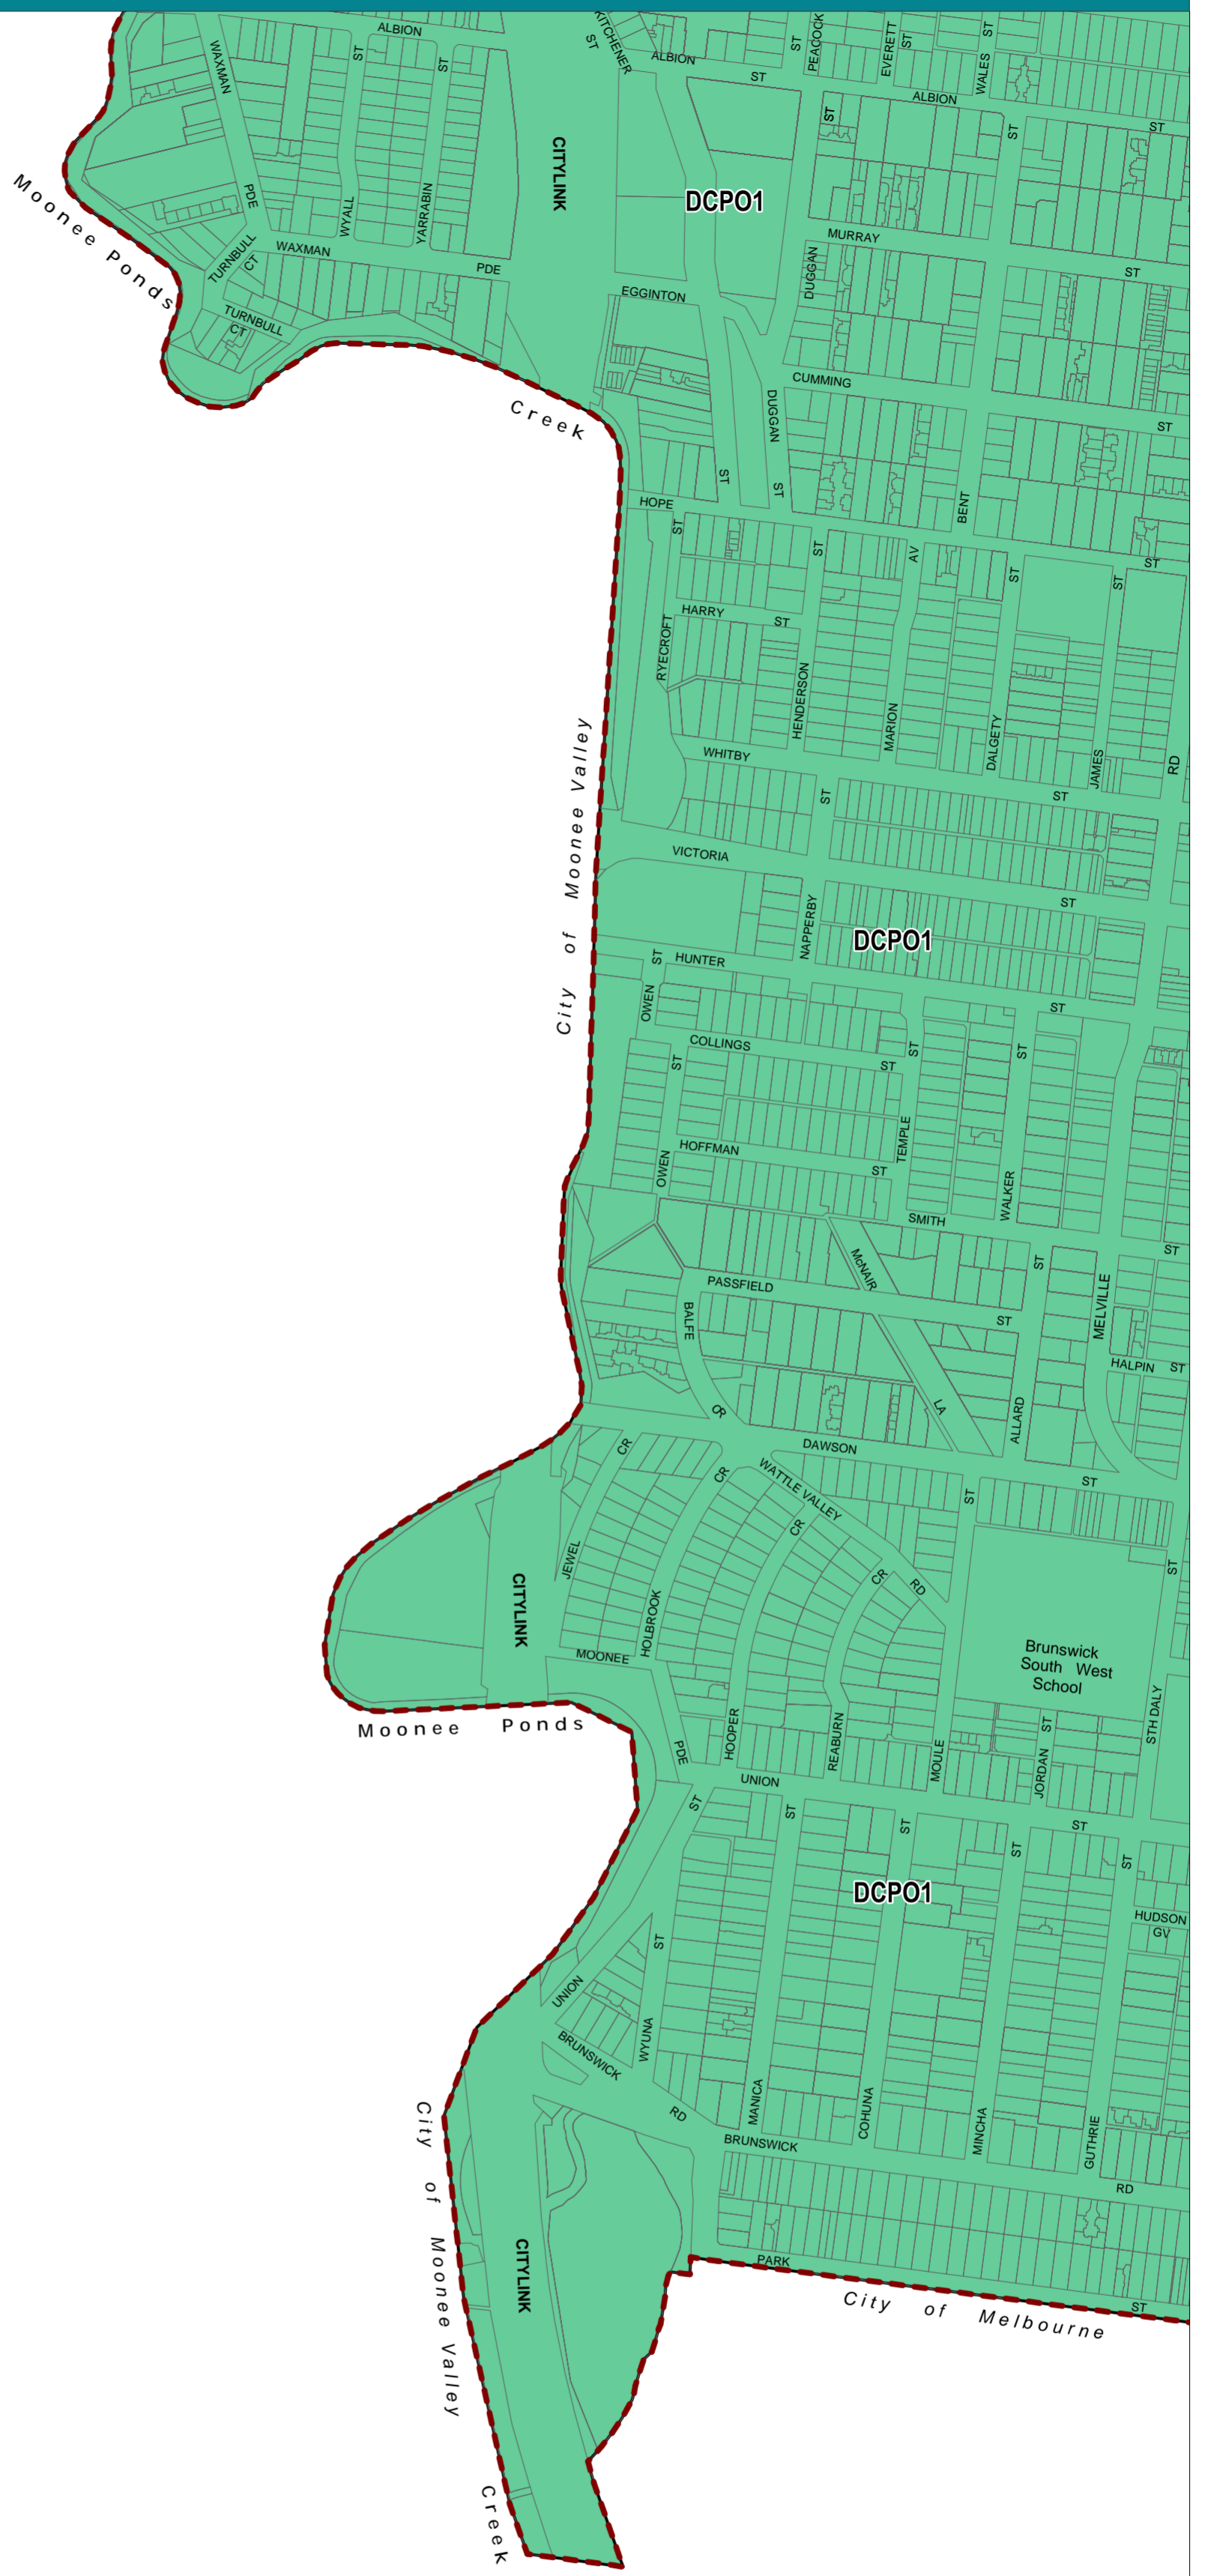 ALBION
ST
ST
WAXMAN
PDE
WYALL
YARRABIN
CITYLINK
KITCHENER
ST
ALBION
ST
ST
PEACOCK
EVERETT
ST
WALES
ST
ALBION
ST
ST
ST
DCPO1
Moonee Ponds
TURNBULL
CT
WAXMAN
PDE
TURNBULL
CT
MURRAY
ST
DUGGAN
EGGINTON
CUMMING
ST
DUGGAN
ST
ST
Creek
HOPE
ST
BENT
ST
ST
AV
ST
ST
HARRY
ST
RYECROFT
HENDERSON
MARION
DALGETY
JAMES
RD
WHITBY
ST
ST
City of Moonee Valley
VICTORIA
ST
NAPPERBY
DCPO1
ST
HUNTER
ST
OWEN
COLLINGS
ST
ST
ST
ST
HOFFMAN
ST
OWEN
TEMPLE
WALKER
SMITH
ST
ST
McNAIR
LA
PASSFIELD
ST
BALFE
CR
MELVILLE
HALPIN ST
ALLARD
DAWSON
ST
CR
CR
WATTLE VALLEY
RD
CR
CR
ST
ST
JEWEL
HOLBROOK
CITYLINK
MOONEE
PDE
Brunswick
South West
School
HOOPER
REABURN
MOULE
JORDAN
ST
STH DALY
Moonee Ponds
UNION
ST
ST
ST
ST
ST
ST
DCPO1
HUDSON
GV
ST
UNION
WYUNA
BRUNSWICK
RD
MANICA
COHUNA
MINCHA
GUTHRIE
BRUNSWICK
RD
City of Moonee Valley
CITYLINK
PARK
ST
City of Melbourne
Creek